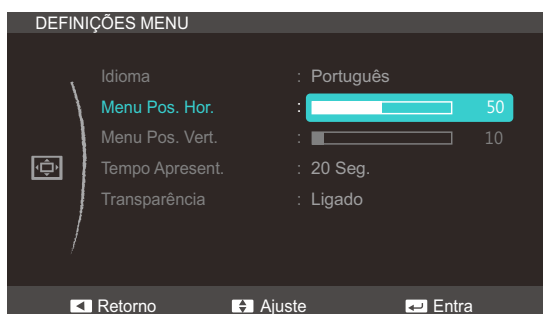 DEFINIÇÕES MENU
Idioma : Português
Menu Pos. Hor. : 50
Menu Pos. Vert. : 10
Tempo Apresent. : 20 Seg.
Transparência : Ligado
Retorno Ajuste Entra